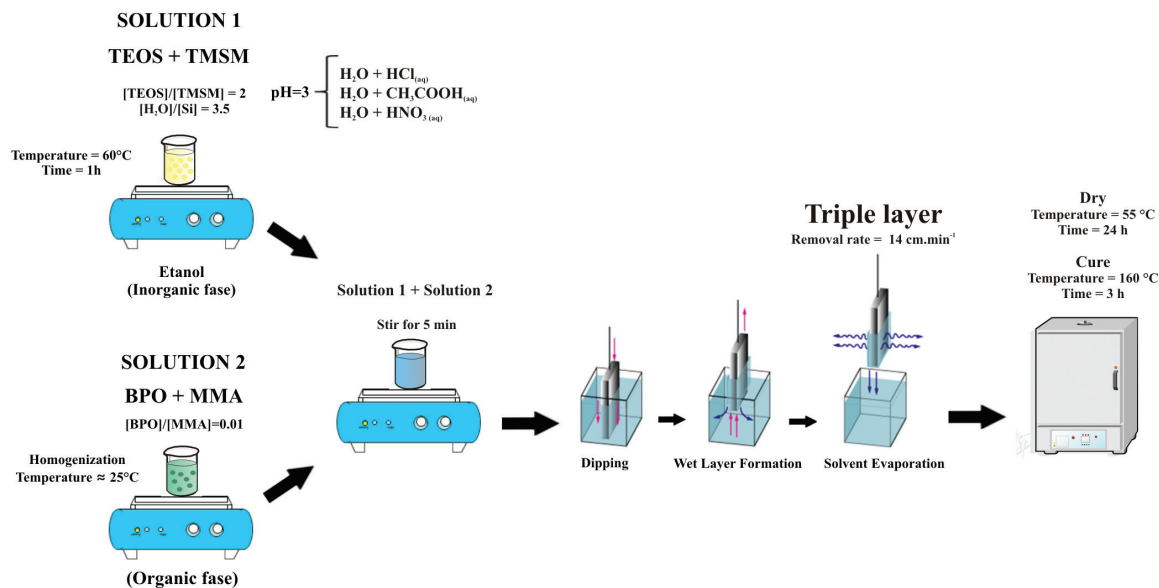 SOLUTION 1
TEOS + TMSM
[TEOS]/[TMSM] = 2
[H₂O]/[Si] = 3.5
pH=3
H₂O + HCl(aq)
H₂O + CH₃COOH(aq)
H₂O + HNO₃ (aq)
Temperature = 60°C
Time = 1h
Etanol
(Inorganic fase)
SOLUTION 2
BPO + MMA
[BPO]/[MMA]=0.01
Homogenization
Temperature ≈ 25°C
(Organic fase)
Solution 1 + Solution 2
Stir for 5 min
Dipping
Wet Layer Formation
Triple layer
Removal rate = 14 cm.min⁻¹
Solvent Evaporation
Dry
Temperature = 55 °C
Time = 24 h
Cure
Temperature = 160 °C
Time = 3 h